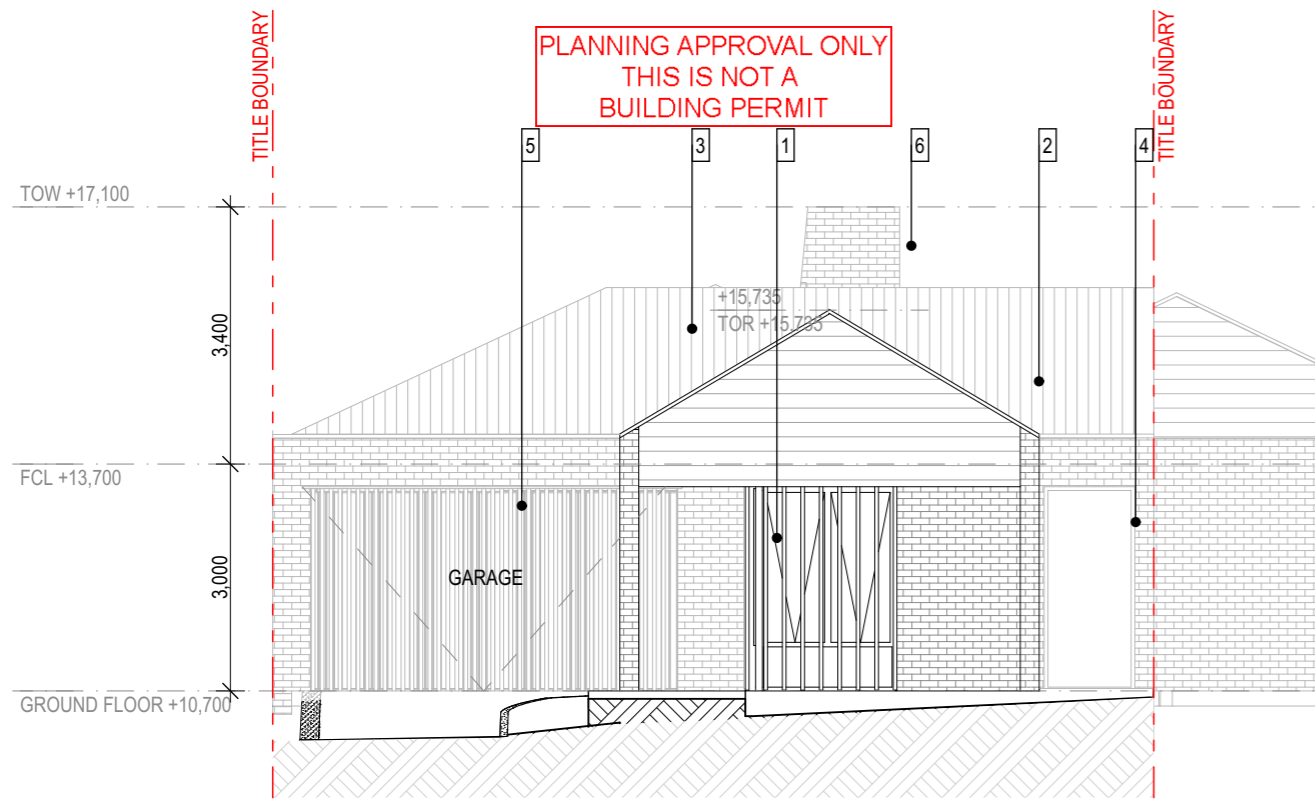 TITLE BOUNDARY
PLANNING APPROVAL ONLY
THIS IS NOT A
BUILDING PERMIT
TITLE BOUNDARY
5
3
1
6
2
4
TOW +17,100
+15,735
TOR +15,735
3,400
FCL +13,700
3,000
GARAGE
GROUND FLOOR +10,700